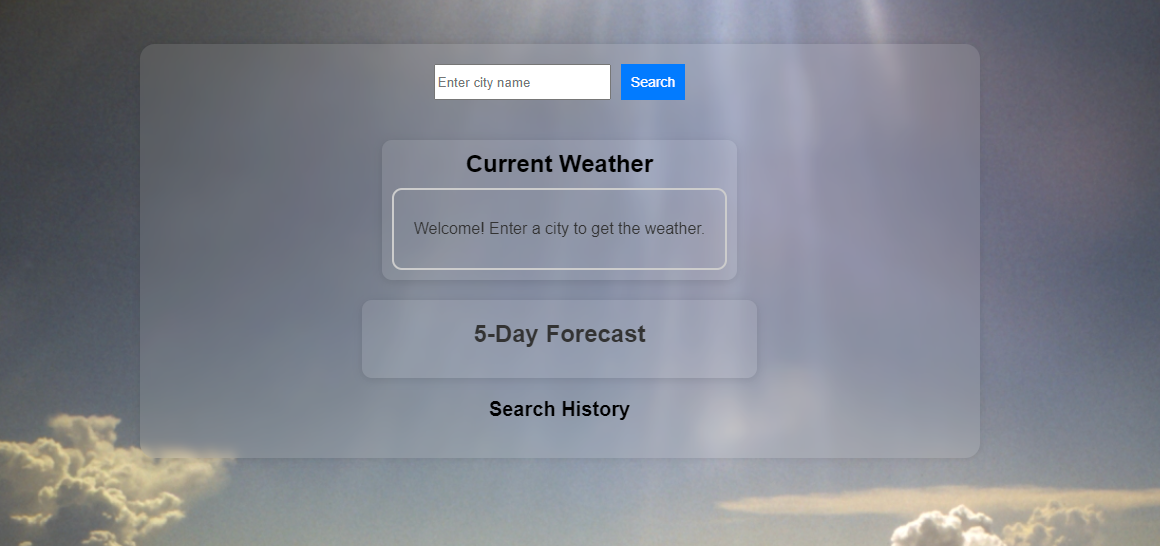 Enter city name
Search
Current Weather
Welcome! Enter a city to get the weather.
5-Day Forecast
Search History